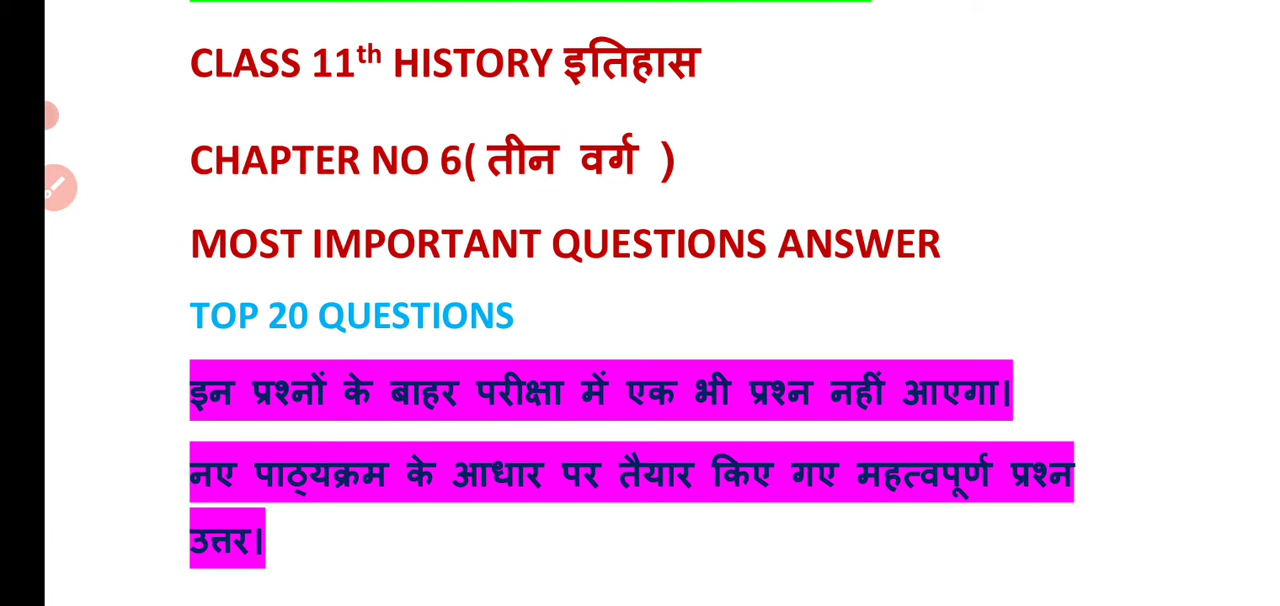 CLASS 11th HISTORY इतिहास
CHAPTER NO 6( तीन वर्ग )
MOST IMPORTANT QUESTIONS ANSWER
TOP 20 QUESTIONS
इन प्रश्नों के बाहर परीक्षा में एक भी प्रश्न नहीं आएगा।
नए पाठ्यक्रम के आधार पर तैयार किए गए महत्वपूर्ण प्रश्न
उत्तर।